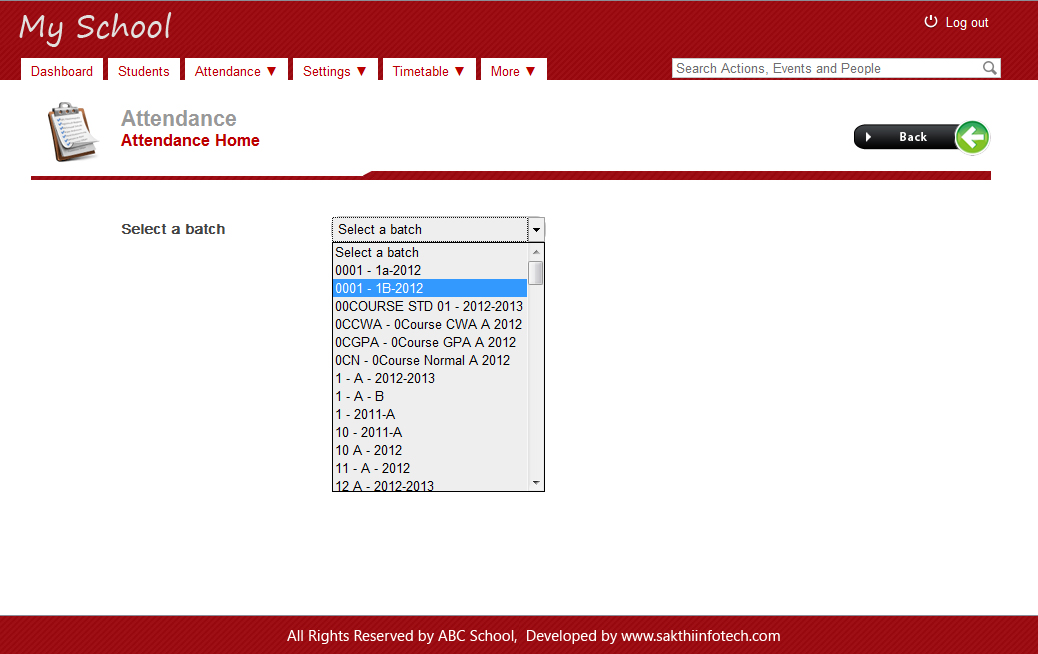 My School
Log out
Dashboard Students Attendance ▼ Settings ▼ Timetable ▼ More ▼ Search Actions, Events and People
Attendance
Attendance Home
Back
Select a batch Select a batch
Select a batch
0001 - 1a-2012
0001 - 1B-2012
00COURSE STD 01 - 2012-2013
0CCWA - 0Course CWA A 2012
0CGPA - 0Course GPA A 2012
0CN - 0Course Normal A 2012
1 - A - 2012-2013
1 - A - B
1 - 2011-A
10 - 2011-A
10 A - 2012
11 - A - 2012
12 A - 2012-2013
All Rights Reserved by ABC School, Developed by www.sakthiinfotech.com